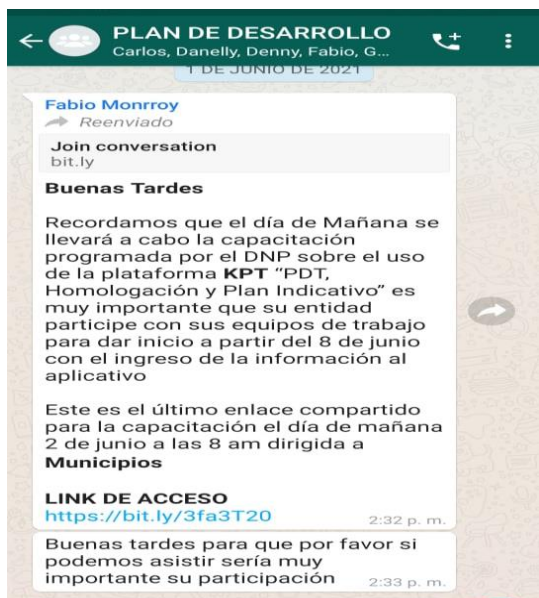 PLAN DE DESARROLLO
Carlos, Danelly, Denny, Fabio, G...
1 DE JUNIO DE 2021
Fabio Monrroy
Reenviado
Join conversation
bit.ly
Buenas Tardes
Recordamos que el día de Mañana se
llevará a cabo la capacitación
programada por el DNP sobre el uso
de la plataforma KPT “PDT,
Homologación y Plan Indicativo” es
muy importante que su entidad
participe con sus equipos de trabajo
para dar inicio a partir del 8 de junio
con el ingreso de la información al
aplicativo
Este es el último enlace compartido
para la capacitación el día de mañana
2 de junio a las 8 am dirigida a
Municipios
LINK DE ACCESO
https://bit.ly/3fa3T20 2:32 p. m.
Buenas tardes para que por favor si
podemos asistir sería muy
importante su participación 2:33 p. m.